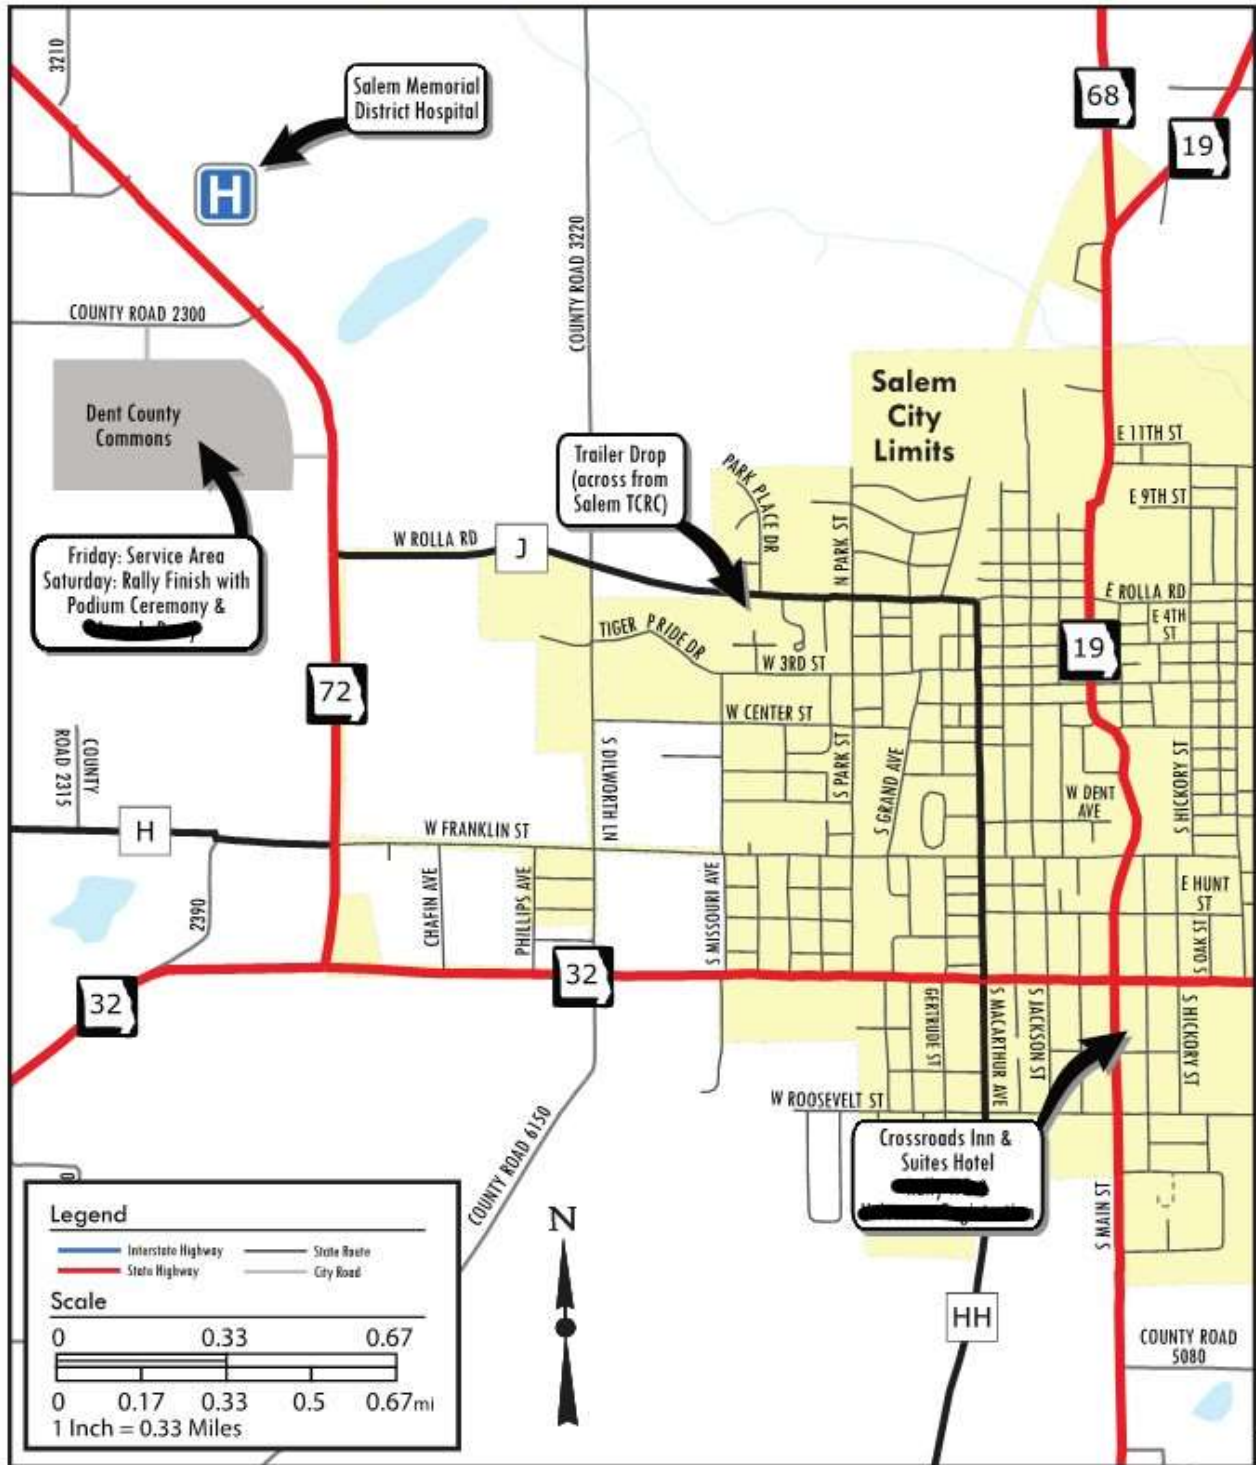 3210
Salem Memorial
District Hospital
H
68
19
COUNTY ROAD 3220
COUNTY ROAD 2300
Dent County
Commons
Salem
City
Limits
E 11TH ST
Trailer Drop
(across from
Salem TCRC)
PARK PLACE DR
N PARK ST
E 9TH ST
W ROLLA RD
J
Friday: Service Area
Saturday: Rally Finish with
Podium Ceremony &
E ROLLA RD
E 4TH
ST
TIGER PRIDE DR
W 3RD ST
19
72
W CENTER ST
COUNTY
ROAD 2315
S DILWORTH LN
S PARK ST
S GRAND AVE
W DENT
AVE
S HICKORY ST
H
W FRANKLIN ST
2390
CHAFIN AVE
PHILLIPS AVE
S MISSOURI AVE
E HUNT
ST
S OAK ST
32
32
GERTRUDE ST
S MACARTHUR AVE
S JACKSON ST
S HICKORY ST
W ROOSEVELT ST
COUNTY ROAD 6150
Crossroads Inn &
Suites Hotel
S MAIN ST
N
HH
COUNTY ROAD
5080
Legend
Interstate Highway
State Route
State Highway
City Road
Scale
0 0.33 0.67
0 0.17 0.33 0.5 0.67mi
1 Inch = 0.33 Miles